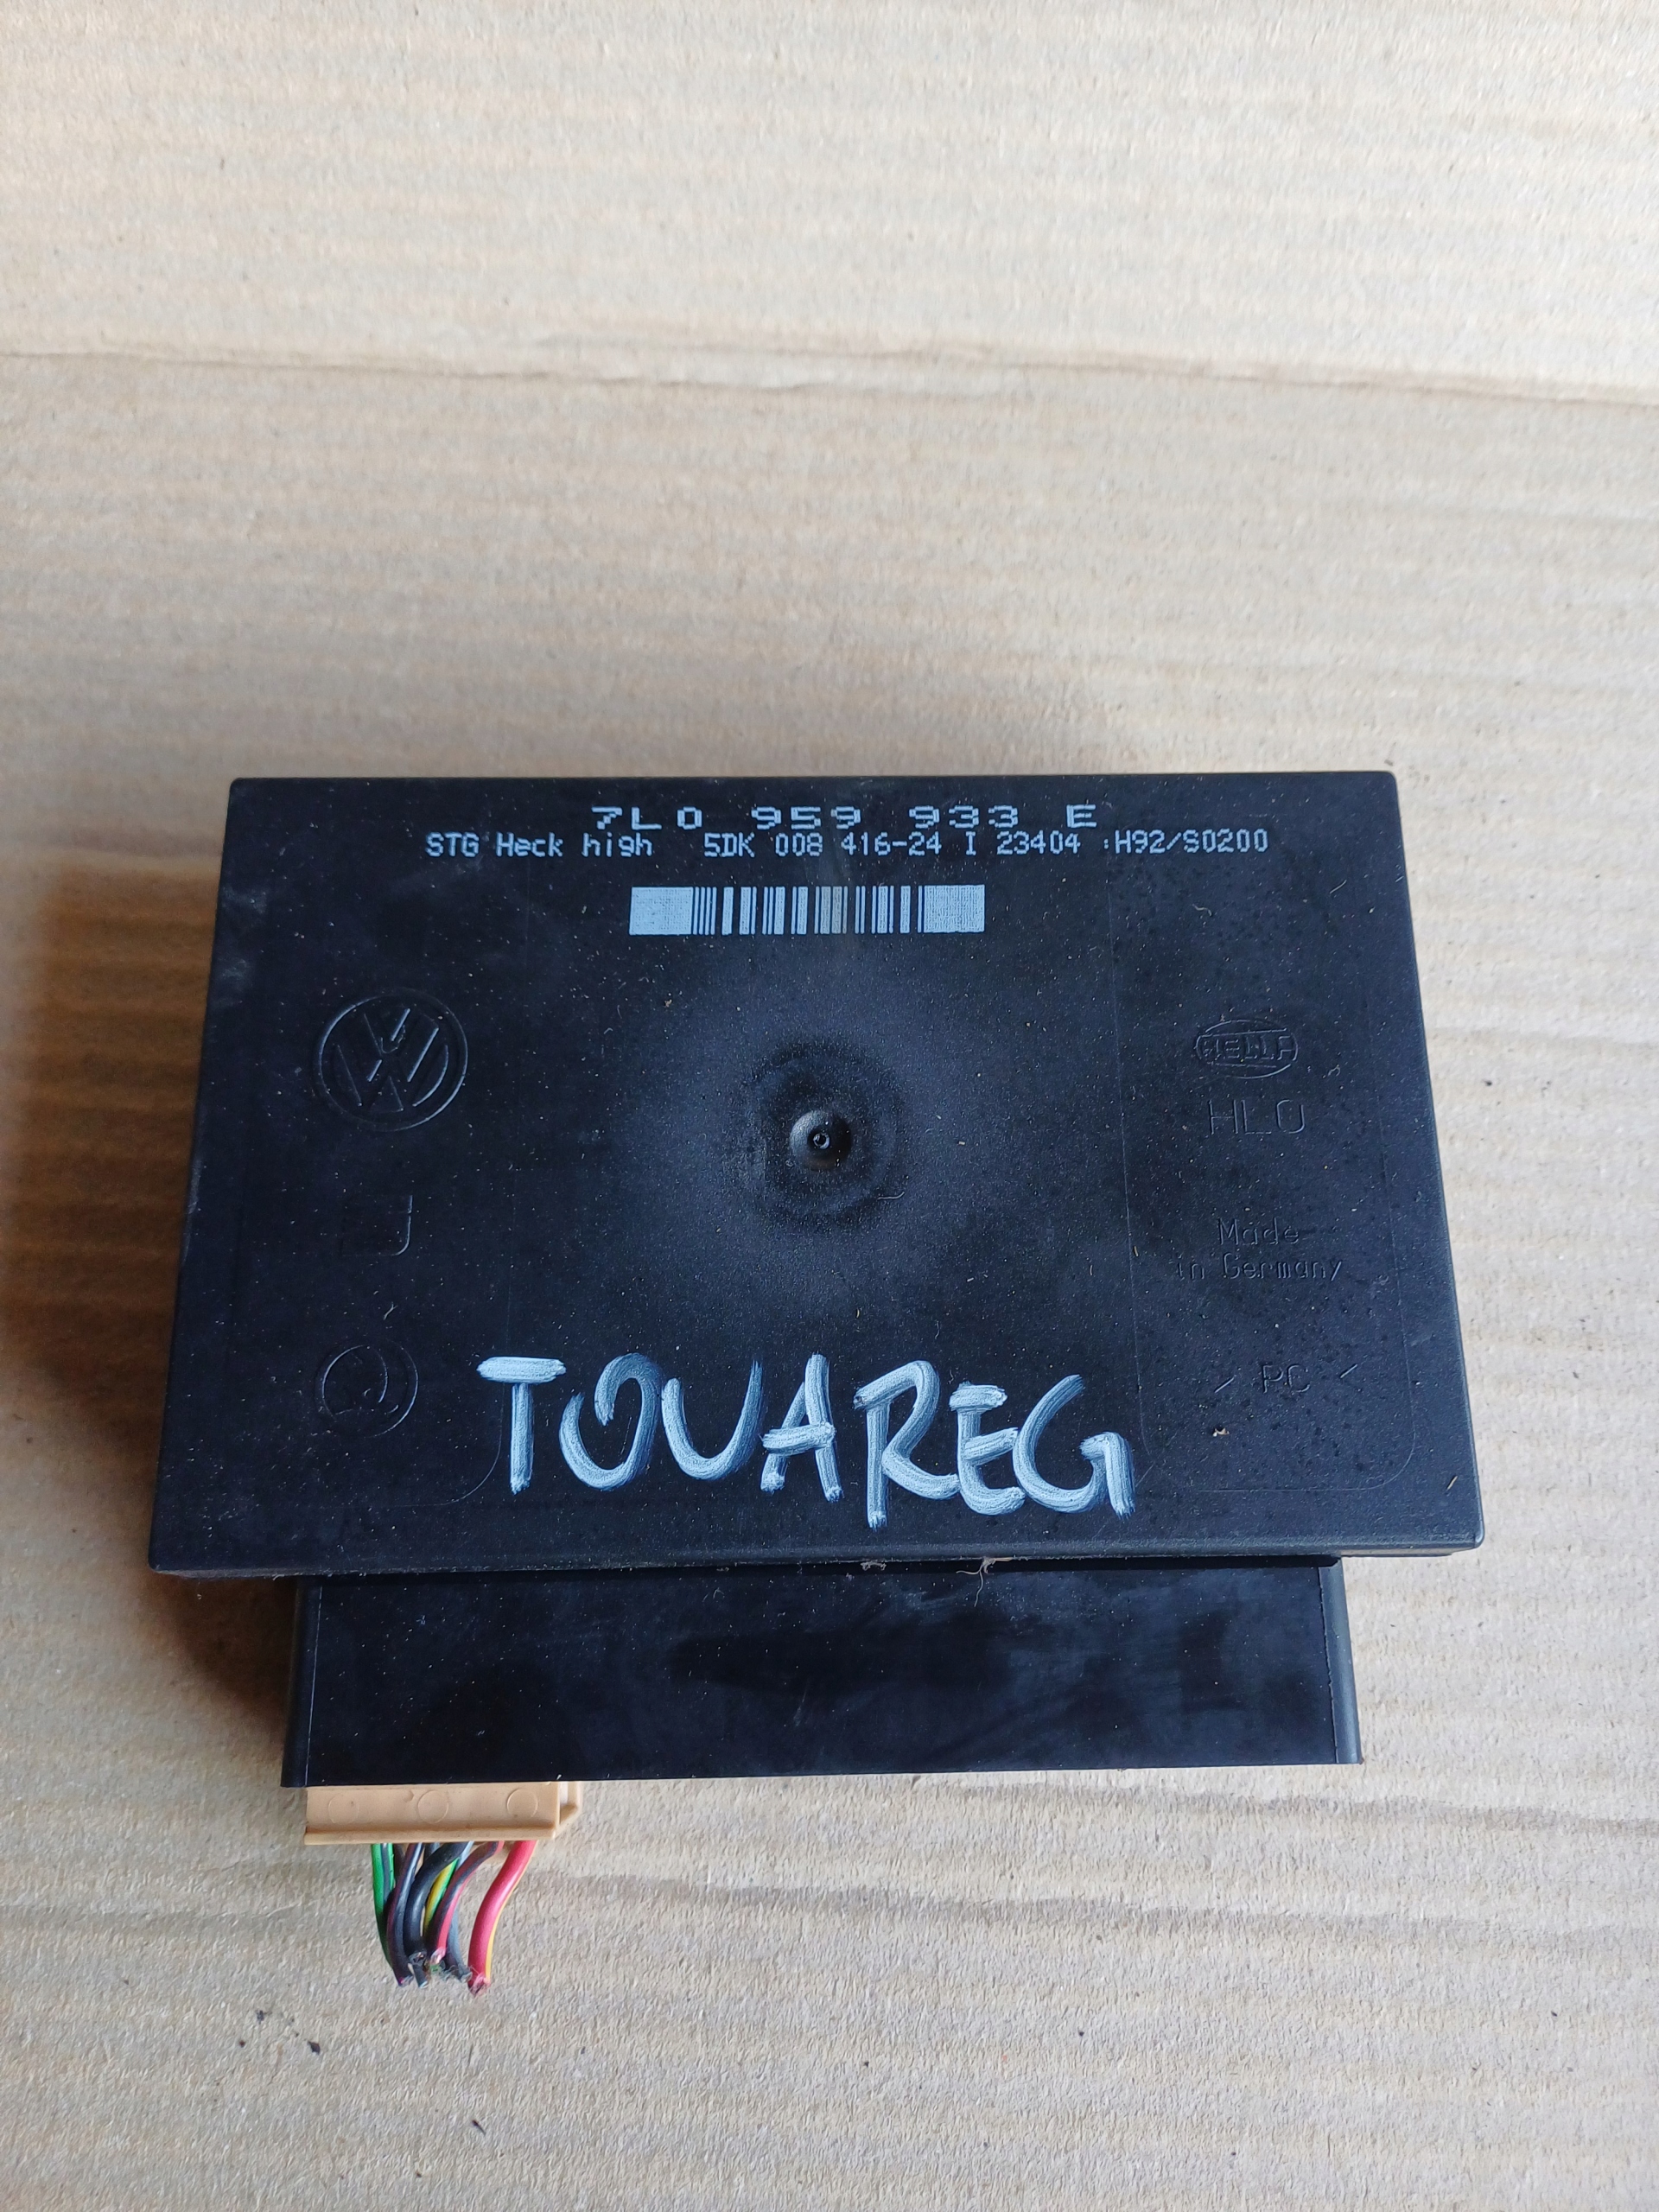 7L0 959 933 E
STG Heck high 5DK 008 416-24 I 23404 :H92/S0200
HELLA
HLO
Made
in Germany
PC
TOUAREG